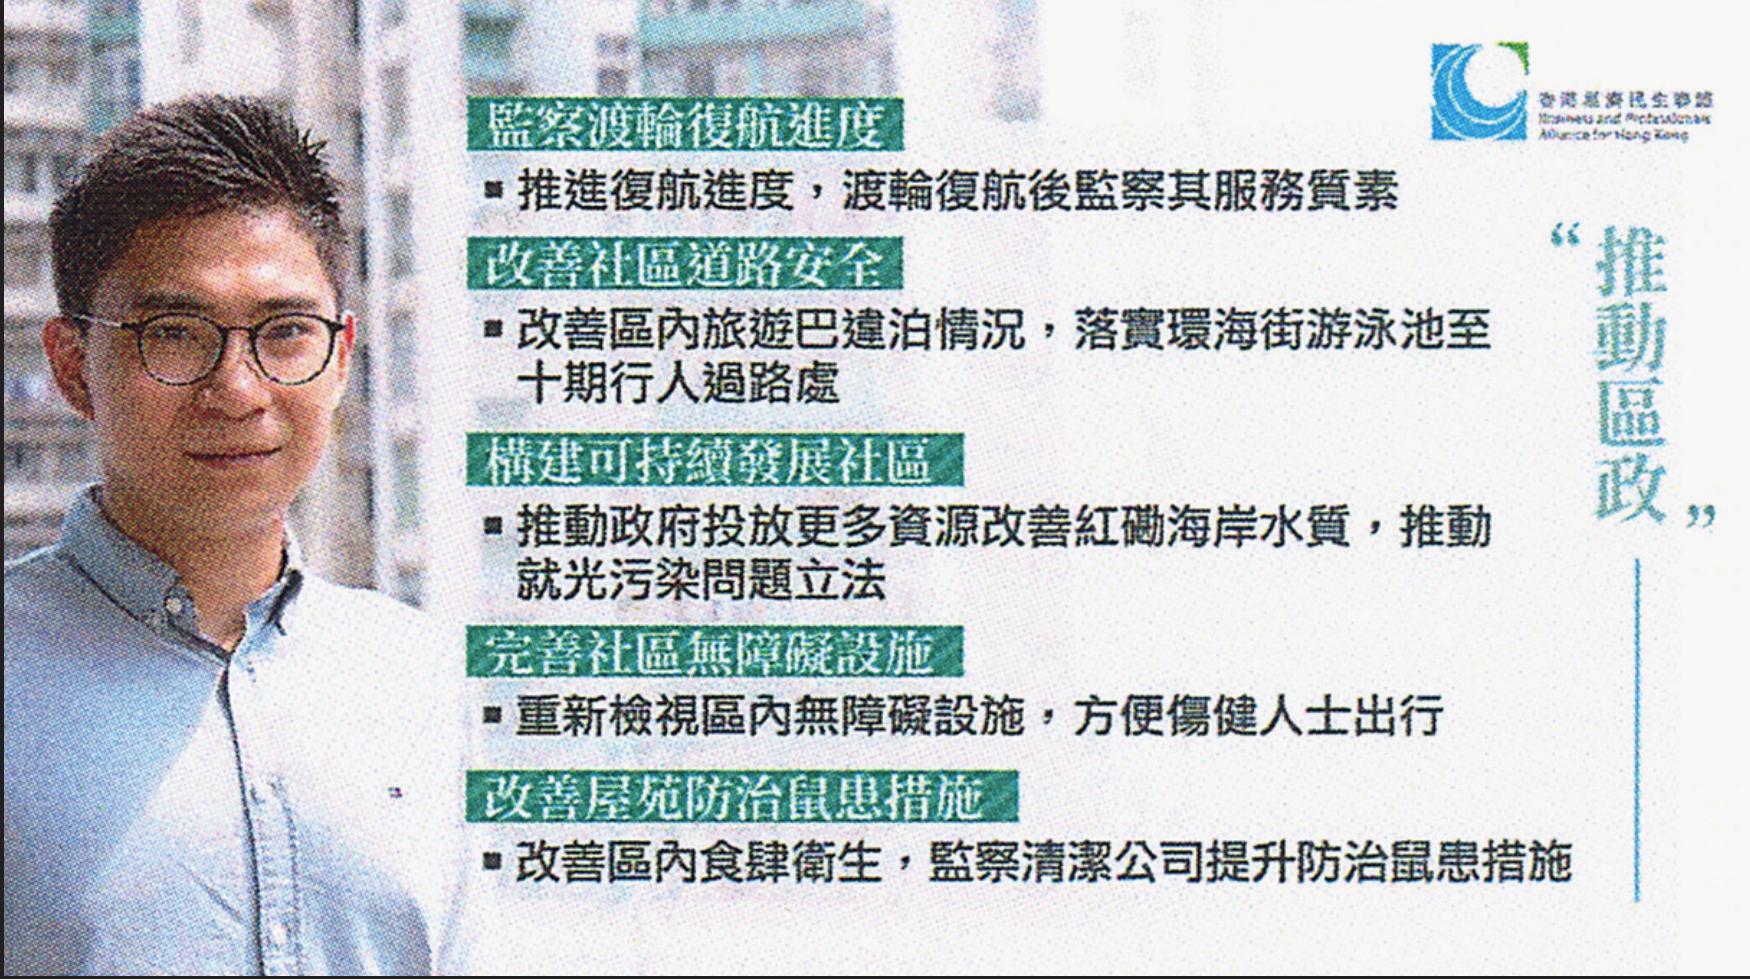 香港經濟民生聯盟
Business and Professionals
Alliance for Hong Kong
監察渡輪復航進度
▪ 推進復航進度，渡輪復航後監察其服務質素
改善社區道路安全
▪ 改善區內旅遊巴違泊情況，落實環海街游泳池至
十期行人過路處
構建可持續發展社區
▪ 推動政府投放更多資源改善紅磡海岸水質，推動
就光污染問題立法
完善社區無障礙設施
▪ 重新檢視區內無障礙設施，方便傷健人士出行
改善屋苑防治鼠患措施
▪ 改善區內食肆衛生，監察清潔公司提升防治鼠患措施
“推動區政”